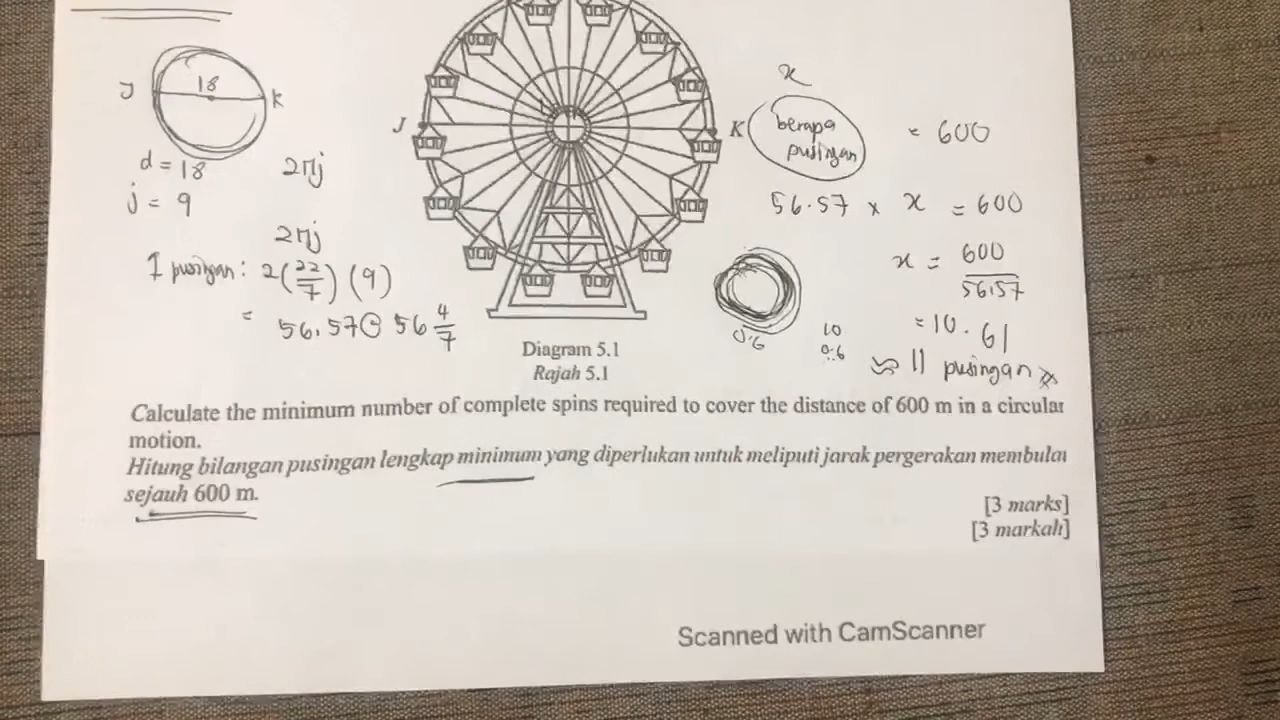 J 18 K
d = 18
j = 9
2πj
2πj
1 pusingan: 2(22/7)(9)
= 56.57 @ 56 4/7
J
K
x
berapa pusingan = 600
56.57 × x = 600
x = 600/56.57
= 10.61
≈ 11 pusingan
0.6
10
0.6
Diagram 5.1
Rajah 5.1
Calculate the minimum number of complete spins required to cover the distance of 600 m in a circular
motion.
Hitung bilangan pusingan lengkap minimum yang diperlukan untuk meliputi jarak pergerakan membulat
sejauh 600 m.
[3 marks]
[3 markah]
Scanned with CamScanner